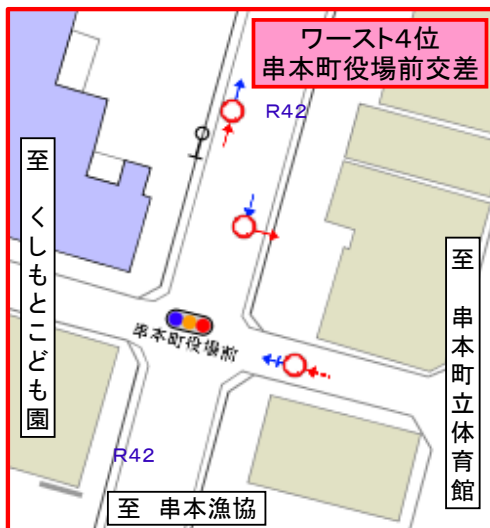 ワースト4位
串本町役場前交差
R42
至　くしもとこども園
至　串本町立体育館
串本町役場前
R42
至　串本漁協